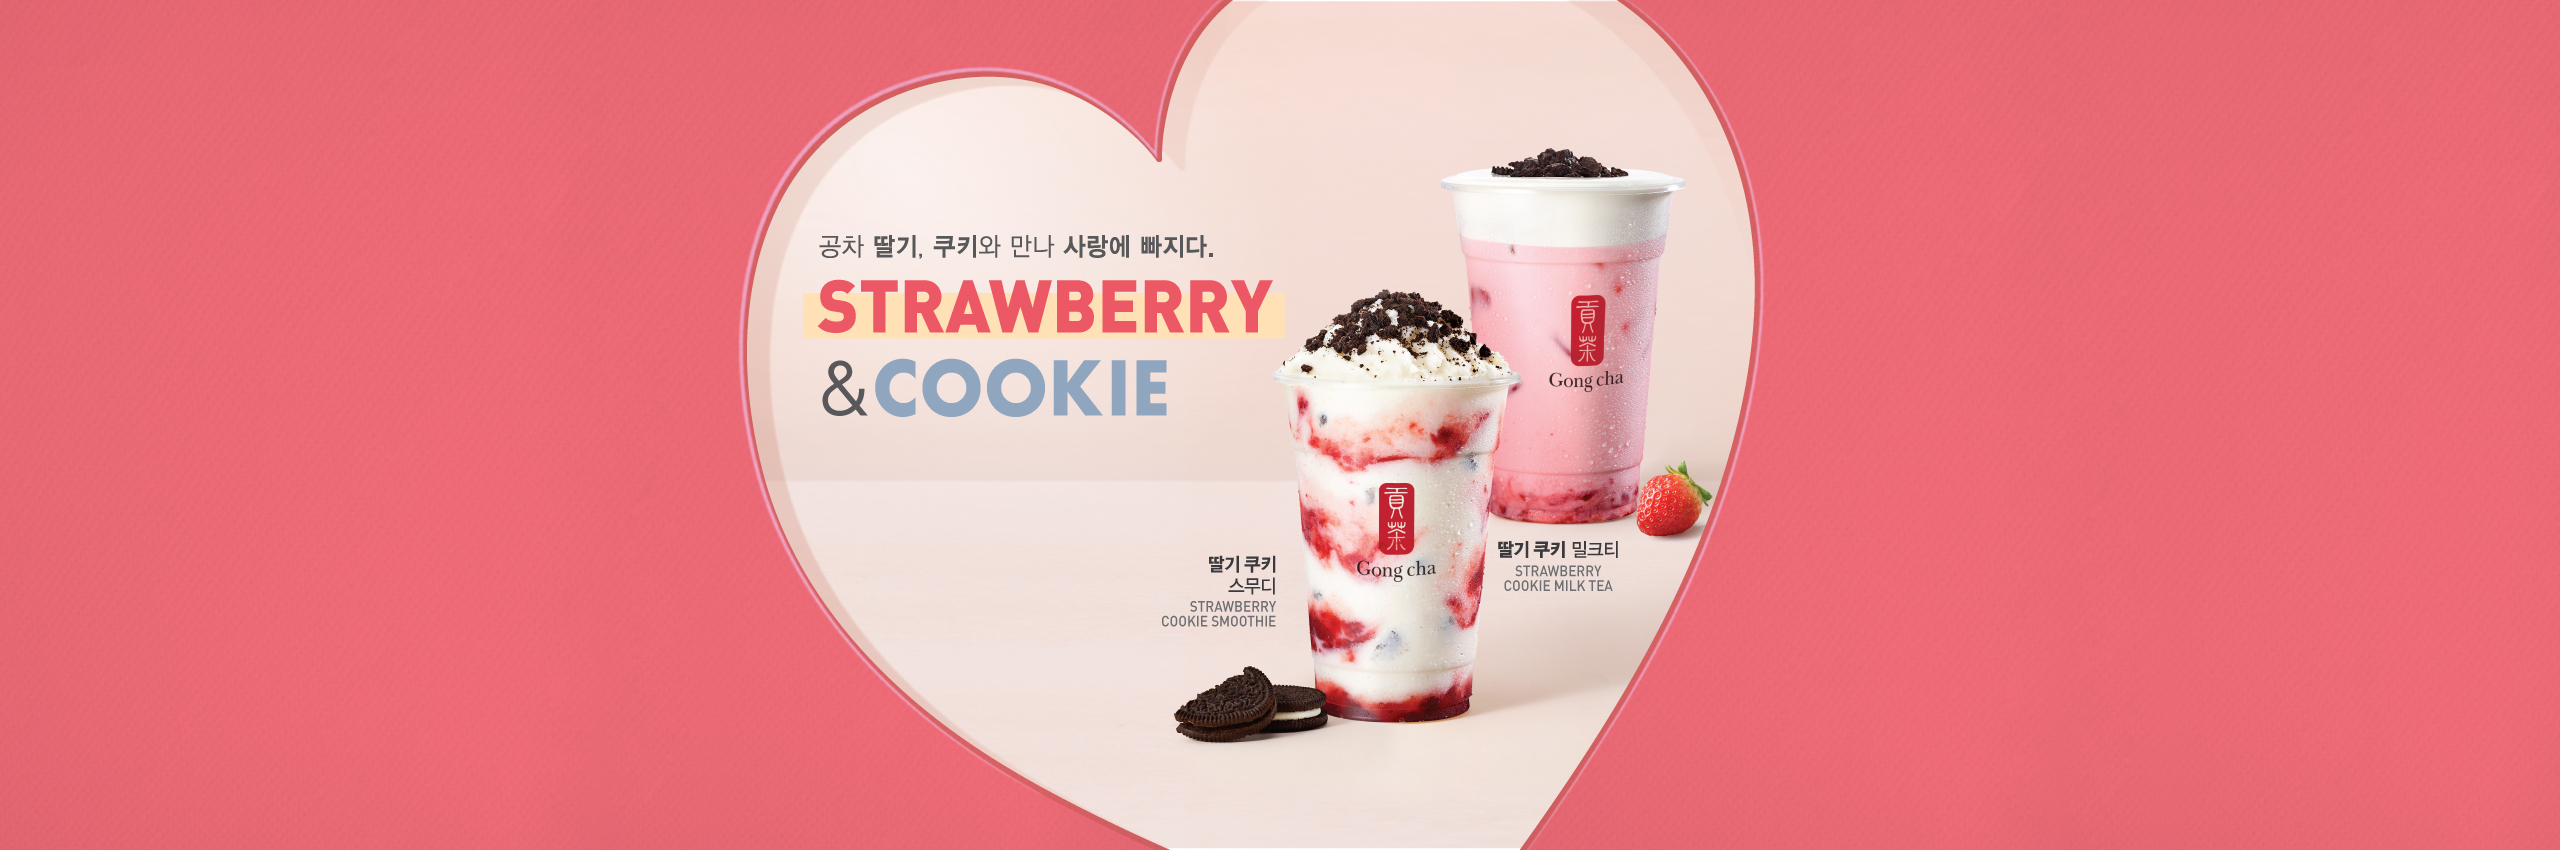 공차 딸기, 쿠키와 만나 사랑에 빠지다.
STRAWBERRY
&COOKIE
貢茶
Gong cha
貢茶
Gong cha
딸기 쿠키 밀크티
STRAWBERRY
COOKIE MILK TEA
딸기 쿠키
스무디
STRAWBERRY
COOKIE SMOOTHIE